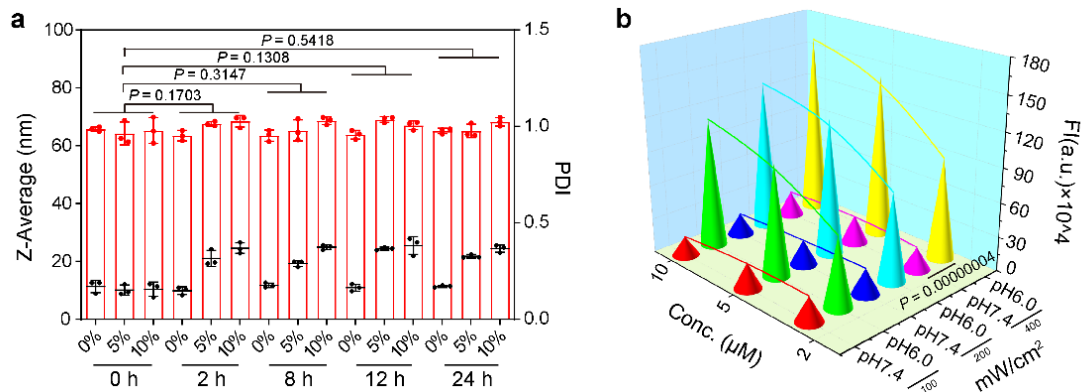 a
100
80
60
40
20
0
Z-Average (nm)
1.5
1.0
0.5
0.0
PDI
P = 0.5418
P = 0.1308
P = 0.3147
P = 0.1703
0% 5% 10% 0% 5% 10% 0% 5% 10% 0% 5% 10% 0% 5% 10%
0 h 2 h 8 h 12 h 24 h
b
180
150
120
90
60
30
0
FI(a.u.)×10^4
10
5
2
Conc. (μM)
P = 0.00000004
pH6.0
pH7.4
pH6.0
pH7.4
pH6.0
pH7.4
400
200
100
mW/cm²